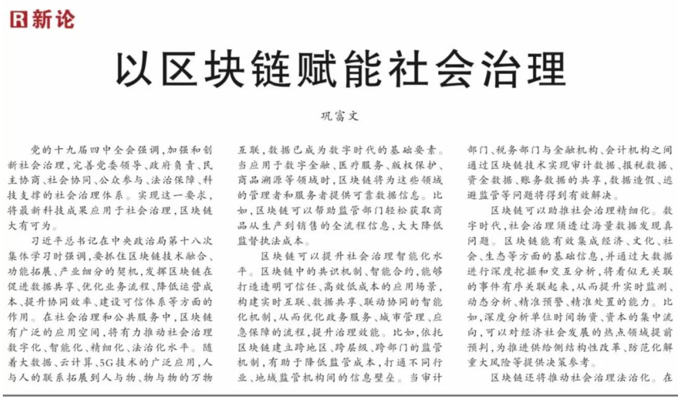 R 新论
以区块链赋能社会治理
巩富文
党的十九届四中全会强调,加强和创
新社会治理,完善党委领导、政府负责、民
主协商、社会协同、公众参与、法治保障、科
技支撑的社会治理体系。实现这一要求,
将最新科技成果应用于社会治理,区块链
大有可为。
习近平总书记在中央政治局第十八次
集体学习时强调,要抓住区块链技术融合、
功能拓展、产业细分的契机,发挥区块链在
促进数据共享、优化业务流程、降低运营成
本、提升协同效率、建设可信体系等方面的
作用。在社会治理和公共服务中,区块链
有广泛的应用空间,将有力推动社会治理
数字化、智能化、精细化、法治化水平。随
着大数据、云计算、5G技术的广泛应用,人
与人的联系拓展到人与物、物与物的万物
互联,数据已成为数字时代的基础要素。
当应用于数字金融、医疗服务、版权保护、
商品溯源等领域时,区块链将为这些领域
的管理者和服务者提供可靠数据信息。比
如,区块链可以帮助监管部门轻松获取商
品从生产到销售的全流程信息,大大降低
监管执法成本。
区块链可以提升社会治理智能化水
平。区块链中的共识机制、智能合约,能够
打造透明可信任、高效低成本的应用场景,
构建实时互联、数据共享、联动协同的智能
化机制,从而优化政务服务、城市管理、应
急保障的流程,提升治理效能。比如,依托
区块链建立跨地区、跨层级、跨部门的监管
机制,有助于降低监管成本,打通不同行
业、地域监管机构间的信息壁垒。当审计
部门、税务部门与金融机构、会计机构之间
通过区块链技术实现审计数据、报税数据、
资金数据、账务数据的共享,数据造假、逃
避监管等问题将得到有效解决。
区块链可以助推社会治理精细化。数
字时代,社会治理须透过海量数据发现真
问题。区块链能有效集成经济、文化、社
会、生态等方面的基础信息,并通过大数据
进行深度挖掘和交互分析,将看似无关联
的事件有序关联起来,从而提升实时监测、
动态分析、精准预警、精准处置的能力。比
如,深度分析单位时间物资、资本的集中流
向,可以对经济社会发展的热点领域提前
预判,为推进供给侧结构性改革、防范化解
重大风险等提供决策参考。
区块链还将推动社会治理法治化。在